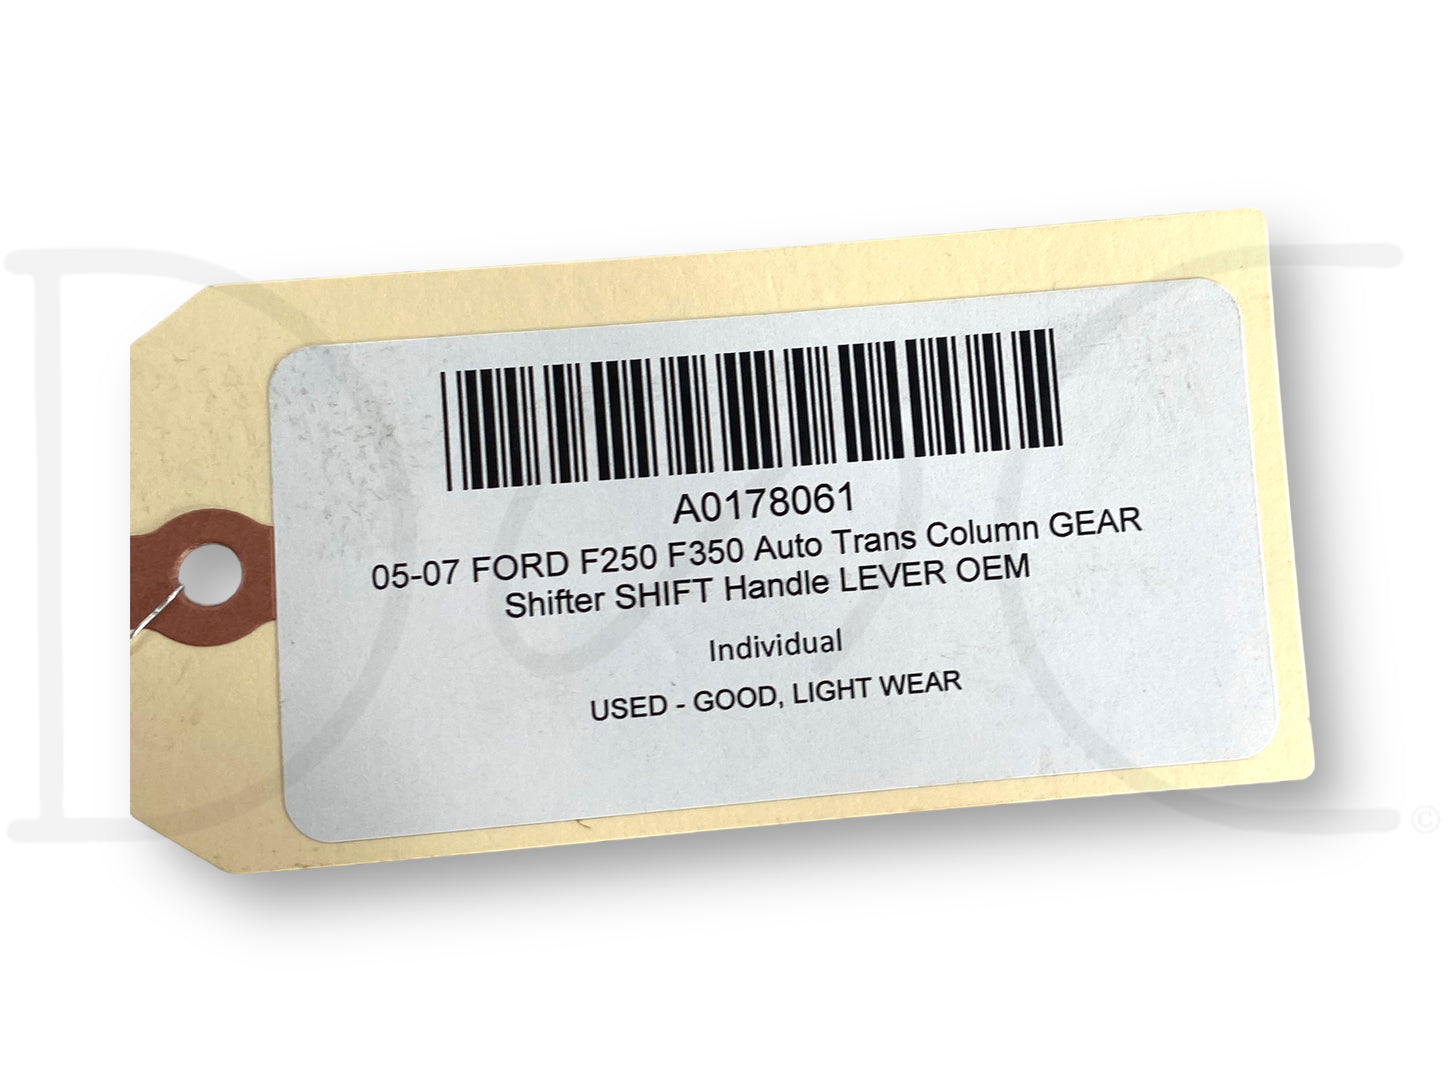 A0178061
05-07 FORD F250 F350 Auto Trans Column GEAR
Shifter SHIFT Handle LEVER OEM
Individual
USED - GOOD, LIGHT WEAR
©